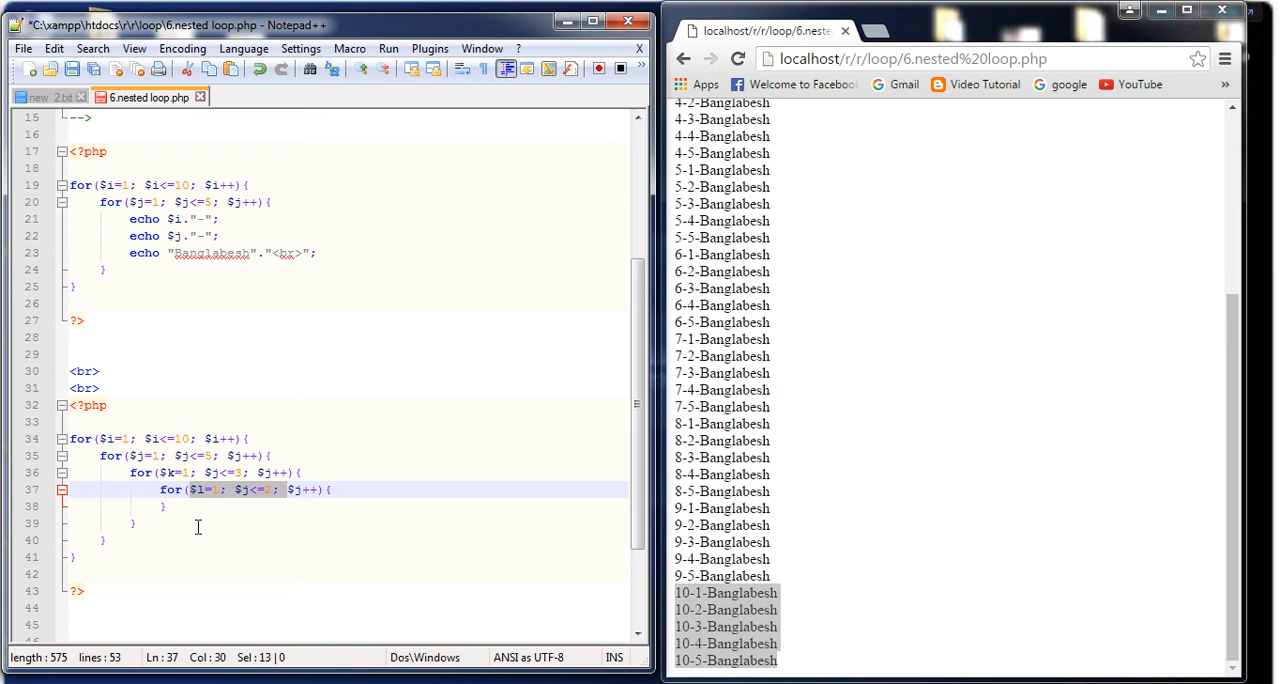 *C:\xampp\htdocs\r\r\loop\6.nested loop.php - Notepad++
File Edit Search View Encoding Language Settings Macro Run Plugins Window ? X
new 2.txt 6.nested loop.php
15 -->
16
17 <?php
18
19 for($i=1; $i<=10; $i++){
20 for($j=1; $j<=5; $j++){
21 echo $i."-";
22 echo $j."-";
23 echo "Banglabesh"."<br>";
24 }
25 }
26
27 ?>
28
29
30 <br>
31 <br>
32 <?php
33
34 for($i=1; $i<=10; $i++){
35 for($j=1; $j<=5; $j++){
36 for($k=1; $j<=3; $j++){
37 for($l=1; $j<=2; $j++){
38 }
39 }
40 }
41 }
42
43 ?>
44
45
46
length : 575 lines : 53 Ln : 37 Col : 30 Sel : 13 | 0 Dos\Windows ANSI as UTF-8 INS
localhost/r/r/loop/6.neste
localhost/r/r/loop/6.nested%20loop.php
Apps Welcome to Facebook Gmail Video Tutorial google YouTube »
4-2-Banglabesh
4-3-Banglabesh
4-4-Banglabesh
4-5-Banglabesh
5-1-Banglabesh
5-2-Banglabesh
5-3-Banglabesh
5-4-Banglabesh
5-5-Banglabesh
6-1-Banglabesh
6-2-Banglabesh
6-3-Banglabesh
6-4-Banglabesh
6-5-Banglabesh
7-1-Banglabesh
7-2-Banglabesh
7-3-Banglabesh
7-4-Banglabesh
7-5-Banglabesh
8-1-Banglabesh
8-2-Banglabesh
8-3-Banglabesh
8-4-Banglabesh
8-5-Banglabesh
9-1-Banglabesh
9-2-Banglabesh
9-3-Banglabesh
9-4-Banglabesh
9-5-Banglabesh
10-1-Banglabesh
10-2-Banglabesh
10-3-Banglabesh
10-4-Banglabesh
10-5-Banglabesh